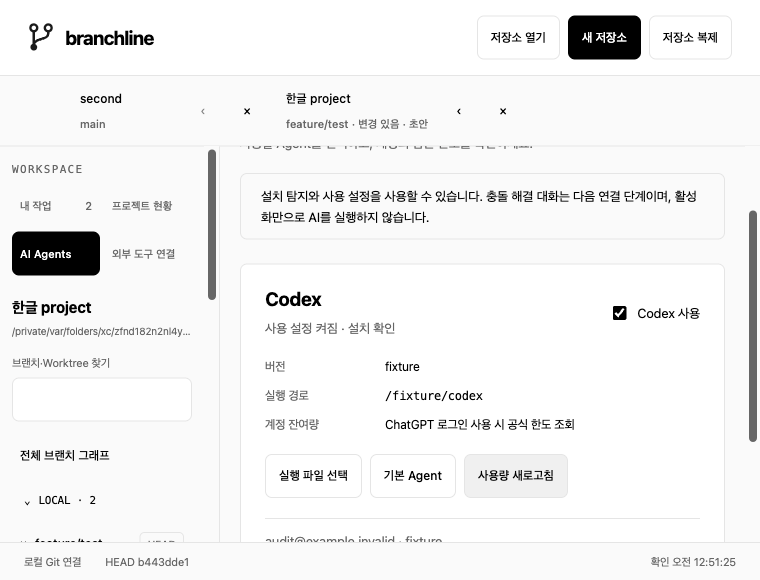 branchline
저장소 열기
새 저장소
저장소 복제
second
main
한글 project
feature/test · 변경 있음 · 초안
WORKSPACE
내 작업 2
프로젝트 현황
AI Agents
외부 도구 연결
한글 project
/private/var/folders/xc/zfnd182n2nl4y...
브랜치·Worktree 찾기
전체 브랜치 그래프
LOCAL · 2
feature/test
HEAD
설치 탐지와 사용 설정을 사용할 수 있습니다. 충돌 해결 대화는 다음 연결 단계이며, 활성
화만으로 AI를 실행하지 않습니다.
Codex
사용 설정 켜짐 · 설치 확인
Codex 사용
버전 fixture
실행 경로 /fixture/codex
계정 잔여량 ChatGPT 로그인 사용 시 공식 한도 조회
실행 파일 선택
기본 Agent
사용량 새로고침
audit@example.invalid · fixture
로컬 Git 연결
HEAD b443dde1
확인 오전 12:51:25